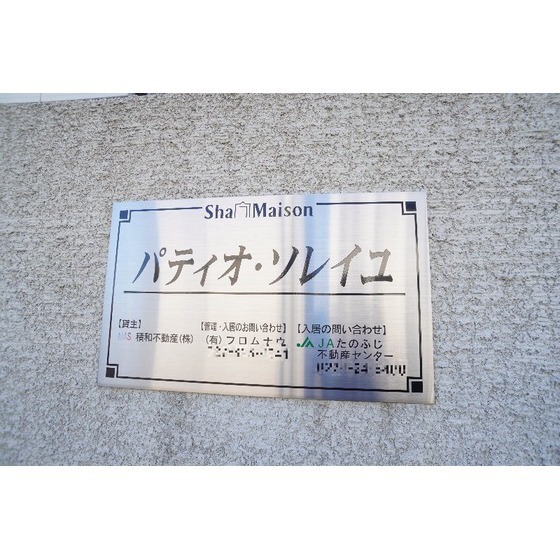 Sha Maison
パティオ・ソレイユ
【貸主】
積和不動産(株)
【管理・入居のお問い合わせ】
(有)フロムナウ
【入居の問い合わせ】
JAたのふじ
不動産センター